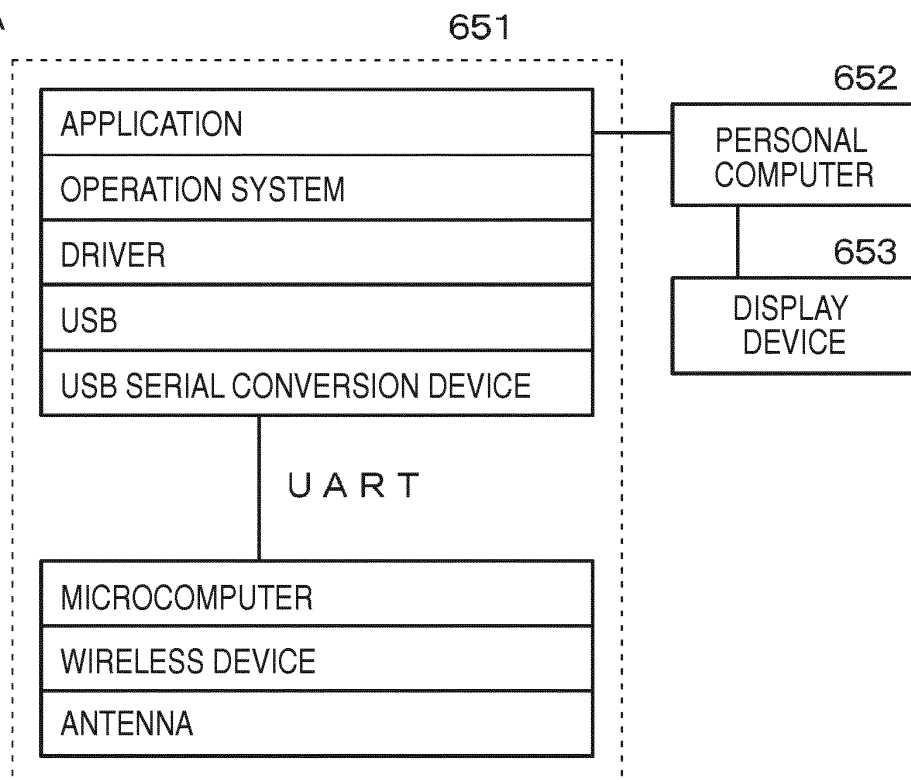 A
651
APPLICATION
OPERATION SYSTEM
DRIVER
USB
USB SERIAL CONVERSION DEVICE
UART
MICROCOMPUTER
WIRELESS DEVICE
ANTENNA
652
PERSONAL
COMPUTER
653
DISPLAY
DEVICE